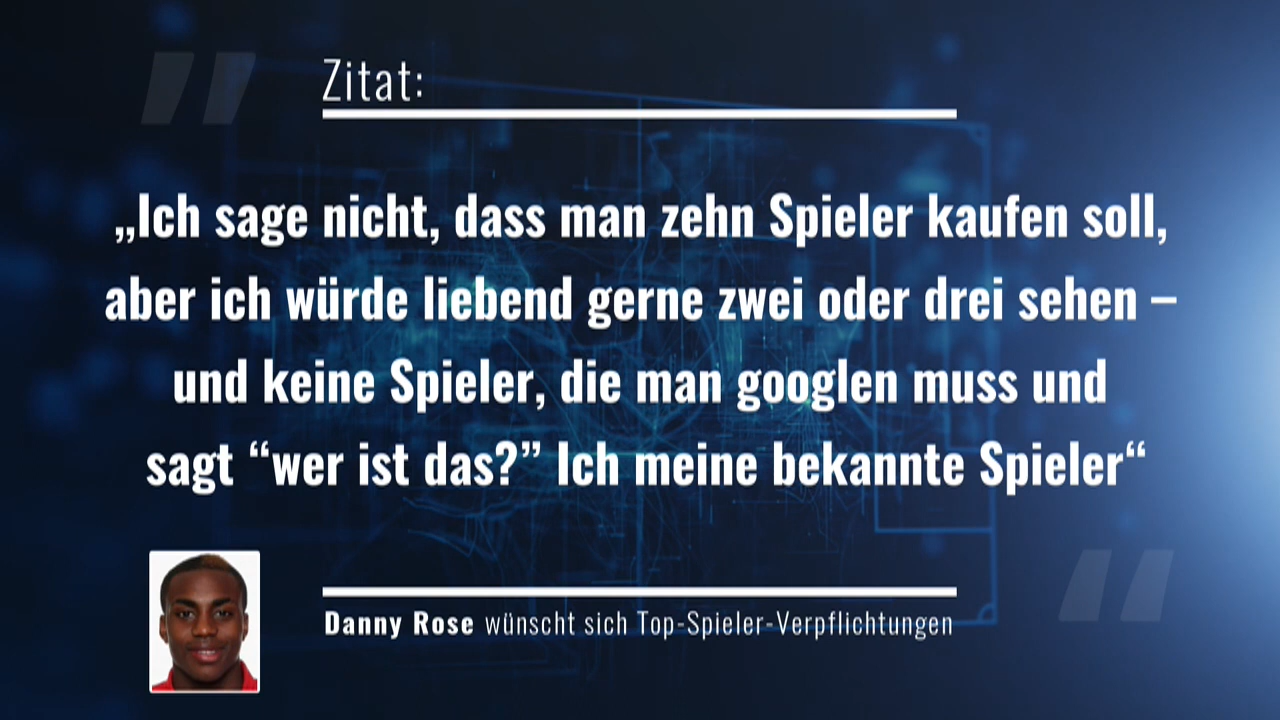 Zitat:
„Ich sage nicht, dass man zehn Spieler kaufen soll,
aber ich würde liebend gerne zwei oder drei sehen –
und keine Spieler, die man googlen muss und
sagt “wer ist das?” Ich meine bekannte Spieler“
Danny Rose wünscht sich Top-Spieler-Verpflichtungen